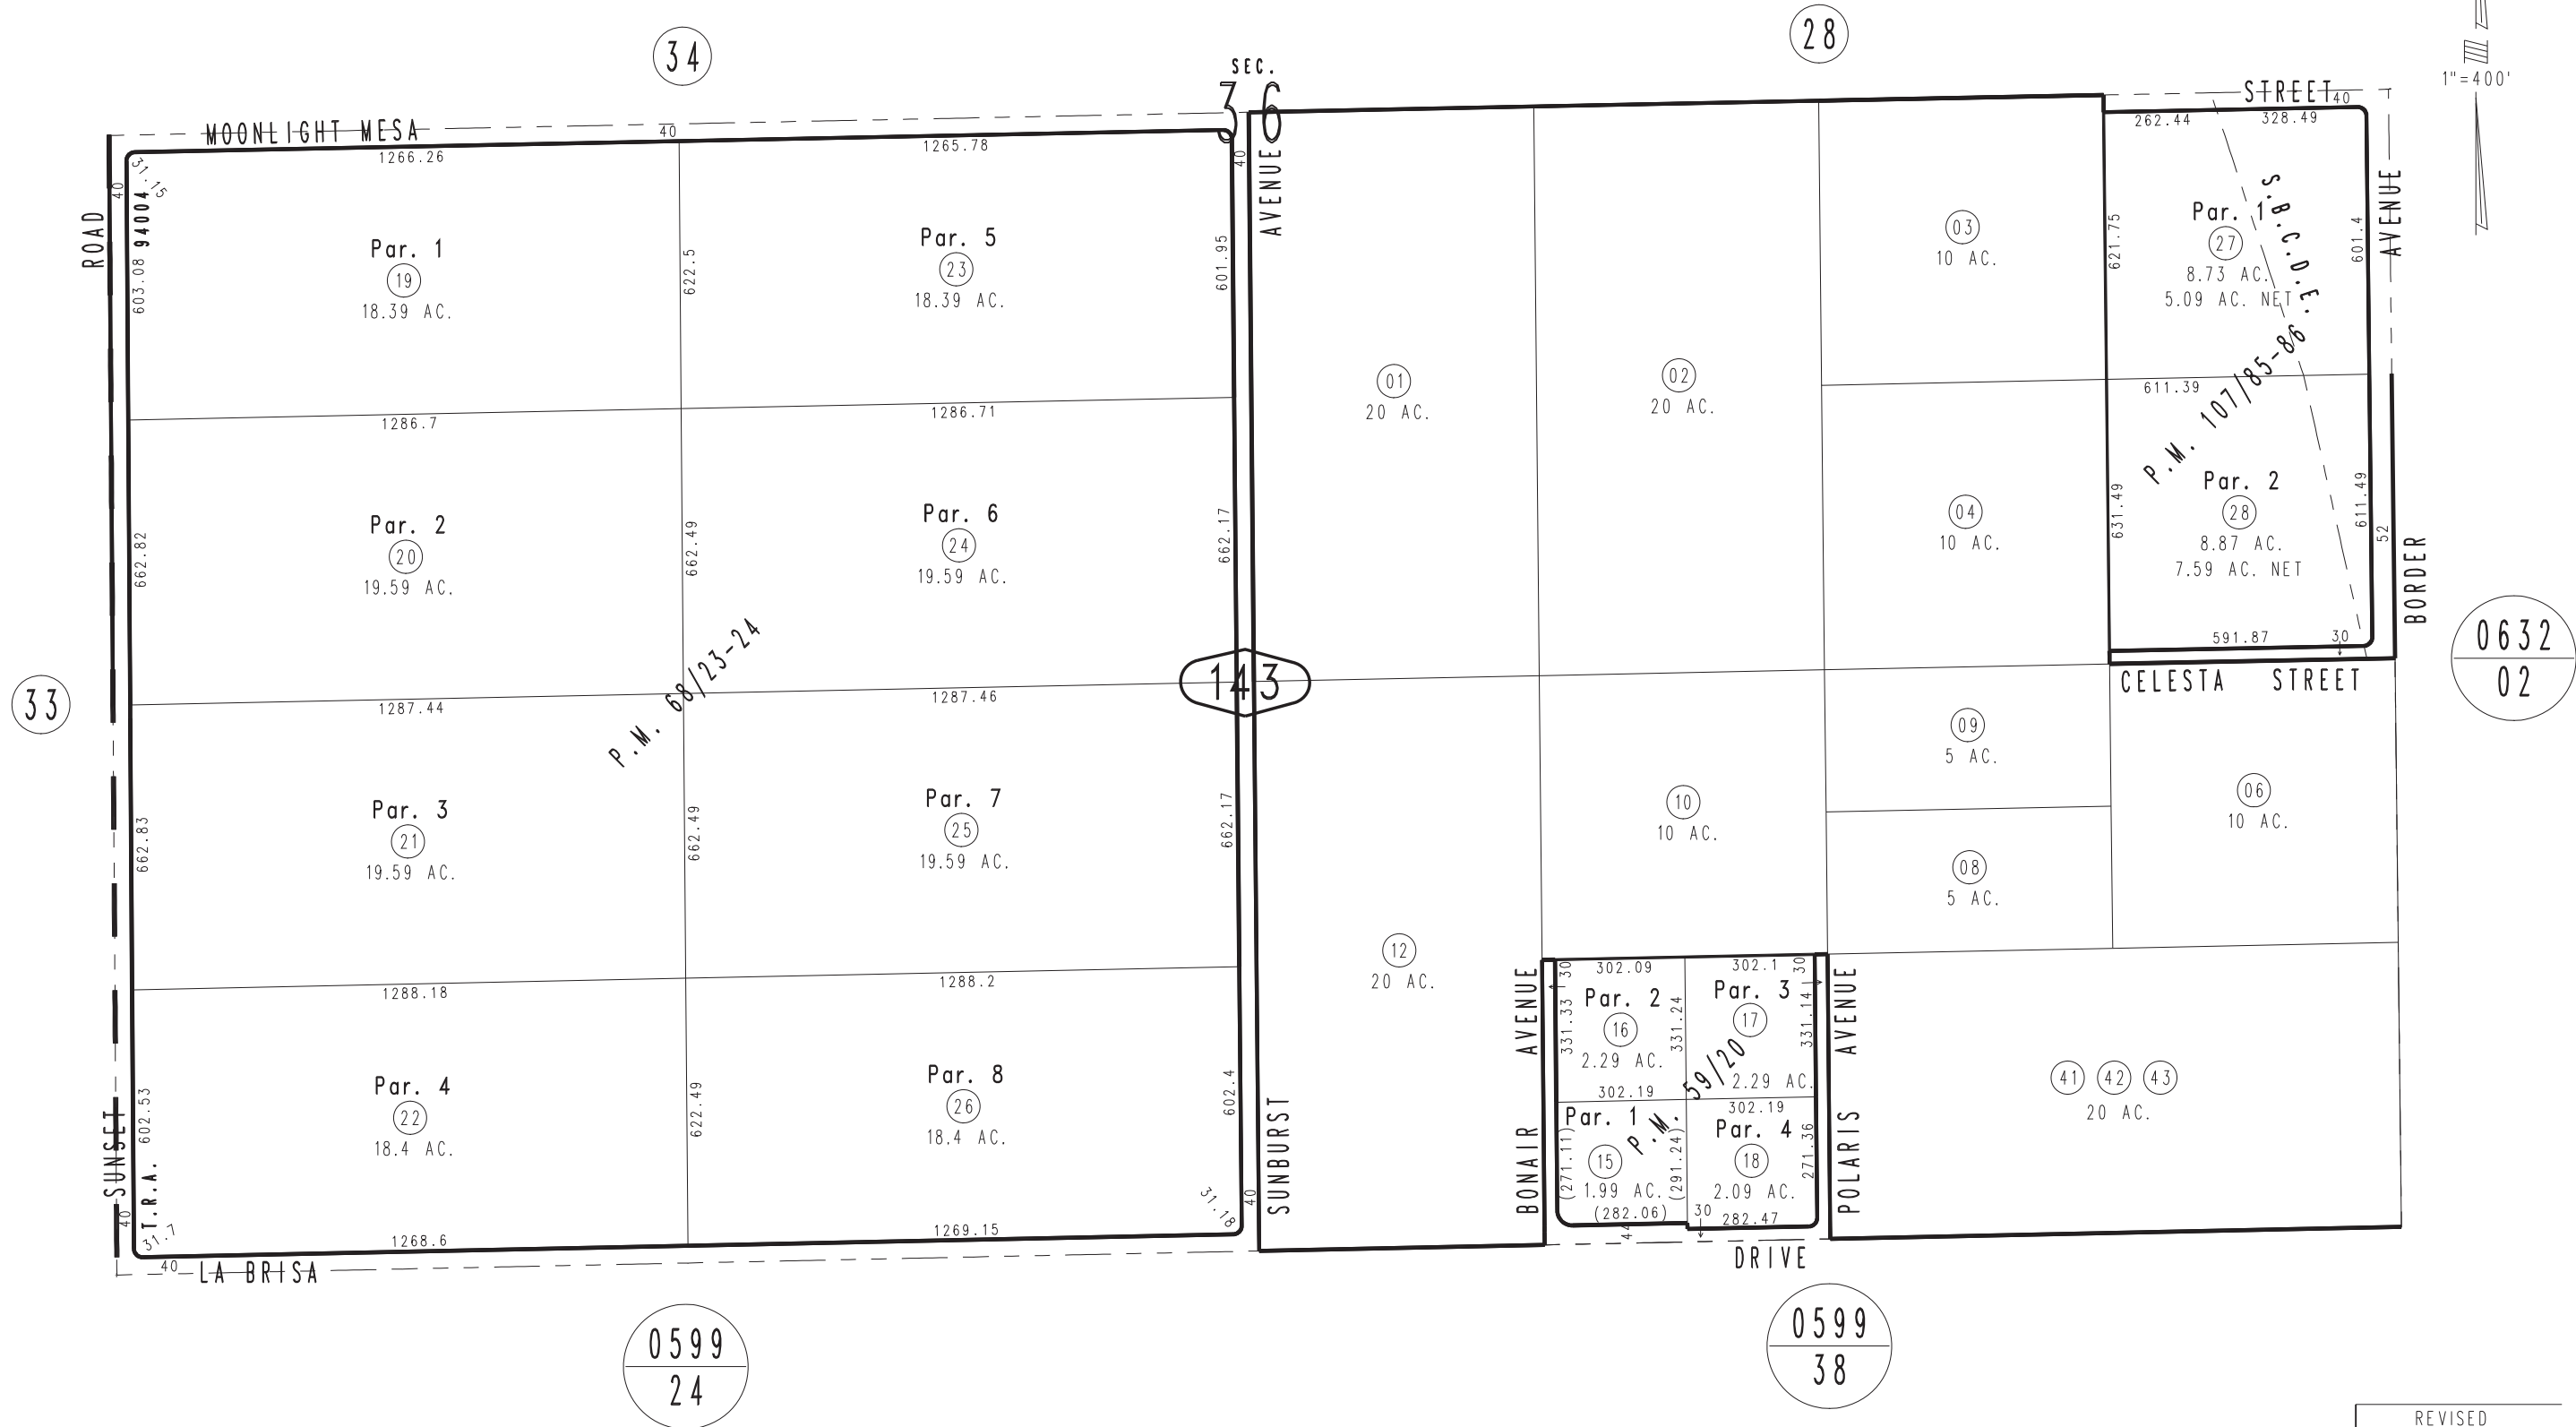 34
28
SEC.
36
1"=400'
MOONLIGHT MESA
STREET
40
40
1266.26
1265.78
262.44
328.49
31.15
40
40
ROAD
94004
603.08
AVENUE
AVENUE
Par. 1
19
18.39 AC.
622.5
Par. 5
23
18.39 AC.
601.95
03
10 AC.
621.75
Par. 1
27
8.73 AC.
5.09 AC. NET
S.B.C.D.E.
601.4
01
20 AC.
02
20 AC.
1286.7
1286.71
611.39
P.M. 107/85-86
Par. 2
20
19.59 AC.
662.82
662.49
Par. 6
24
19.59 AC.
662.17
04
10 AC.
631.49
Par. 2
28
8.87 AC.
7.59 AC. NET
611.49
52
BORDER
591.87
30
0632
02
CELESTA STREET
33
P.M. 68/23-24
143
1287.44
1287.46
Par. 3
21
19.59 AC.
662.83
662.49
Par. 7
25
19.59 AC.
662.17
10
10 AC.
09
5 AC.
08
5 AC.
06
10 AC.
12
20 AC.
1288.18
1288.2
302.09
302.1
30
30
AVENUE
AVENUE
Par. 2
16
2.29 AC.
331.33
331.24
Par. 3
17
2.29 AC.
331.14
P.M. 59/20
302.19
302.19
Par. 4
22
18.4 AC.
602.53
622.49
Par. 8
26
18.4 AC.
602.4
Par. 1
15
1.99 AC.
(271.11)
(291.24)
(282.06)
Par. 4
18
2.09 AC.
271.36
282.47
41 42 43
20 AC.
SUNSET
T.R.A.
40
31.7
31.18
40
SUNBURST
BONAIR
POLARIS
44
30
1268.6
1269.15
40
LA BRISA
DRIVE
0599
24
0599
38
REVISED